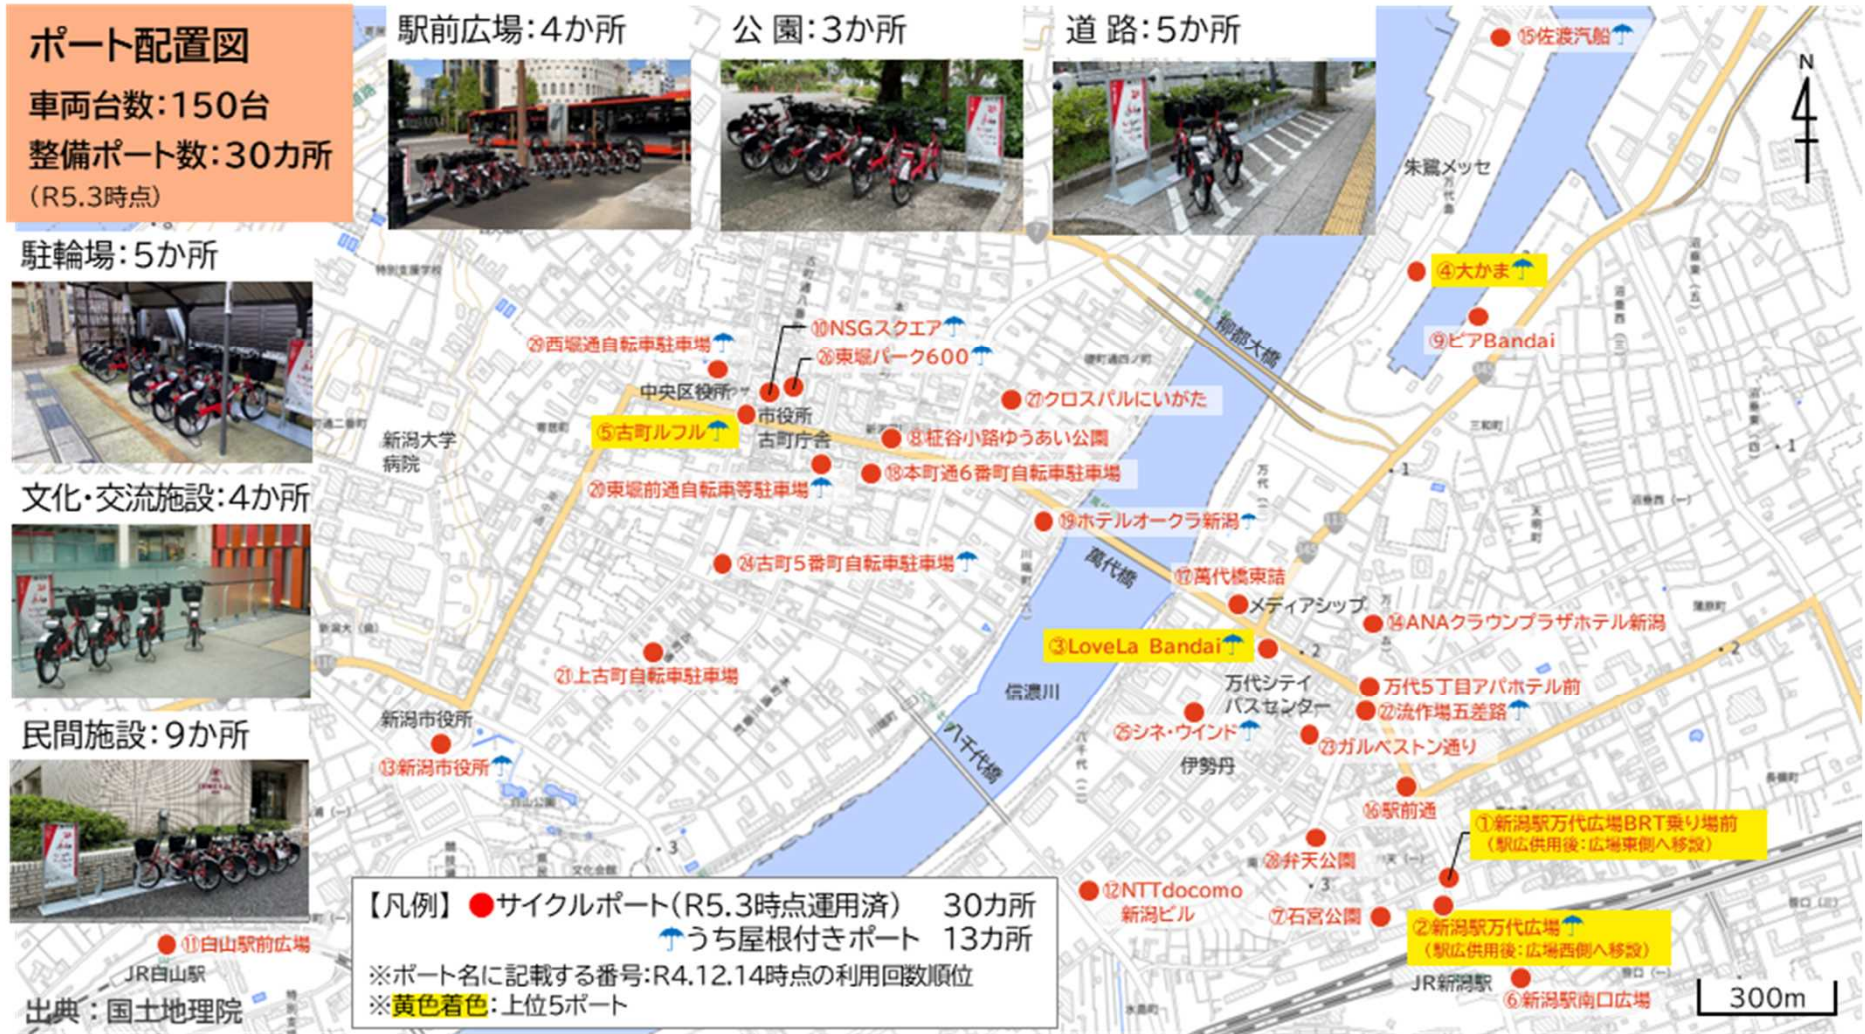 ポート配置図
車両台数：150台
整備ポート数：30カ所
（R5.3時点）
駅前広場：4か所
公 園：3か所
道 路：5か所
駐輪場：5か所
文化・交流施設：4か所
民間施設：9か所
N
⑮佐渡汽船
朱鷺メッセ
万代島
④大かま
⑨ピアBandai
柳都大橋
特別支援学校
㉙西堀通自転車駐車場
⑩NSGスクエア
㉖東堀パーク600
中央区役所
⑤古町ルフル
市役所
古町庁舎
㉗クロスパルにいがた
⑧柾谷小路ゆうあい公園
⑱本町通6番町自転車駐車場
⑳東堀前通自転車等駐車場
新潟大学
病院
三和町
⑲ホテルオークラ新潟
萬代橋
㉔古町5番町自転車駐車場
⑰萬代橋東詰
メディアシップ
⑭ANAクラウンプラザホテル新潟
③LoveLa Bandai
㉑上古町自転車駐車場
信濃川
万代シテイ
バスセンター
万代5丁目アパホテル前
㉒流作場五差路
㉕シネ・ウインド
㉓ガルベストン通り
伊勢丹
新潟市役所
⑬新潟市役所
白山公園
八千代橋
⑯駅前通
長嶺町
①新潟駅万代広場BRT乗り場前
（駅広供用後：広場東側へ移設）
㉘弁天公園
文化会館
⑫NTTdocomo
新潟ビル
⑦石宮公園
②新潟駅万代広場
（駅広供用後：広場西側へ移設）
JR新潟駅
⑥新潟駅南口広場
⑪白山駅前広場
JR白山駅
出典：国土地理院
【凡例】 ●サイクルポート（R5.3時点運用済） 30カ所
うち屋根付きポート 13カ所
※ポート名に記載する番号：R4.12.14時点の利用回数順位
※黄色着色：上位5ポート
300m